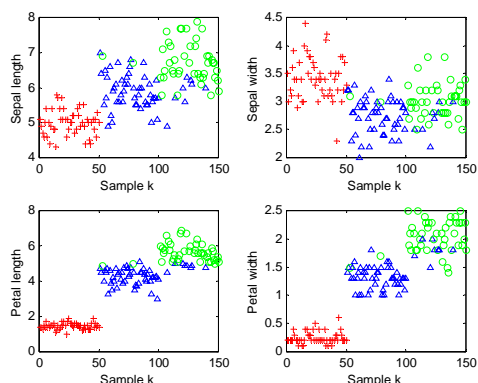 8
7
6
5
4
0 50 100 150
Sample k
Sepal length
4.5
4
3.5
3
2.5
2
0 50 100 150
Sample k
Sepal width
8
6
4
2
0
0 50 100 150
Sample k
Petal length
2.5
2
1.5
1
0.5
0
0 50 100 150
Sample k
Petal width